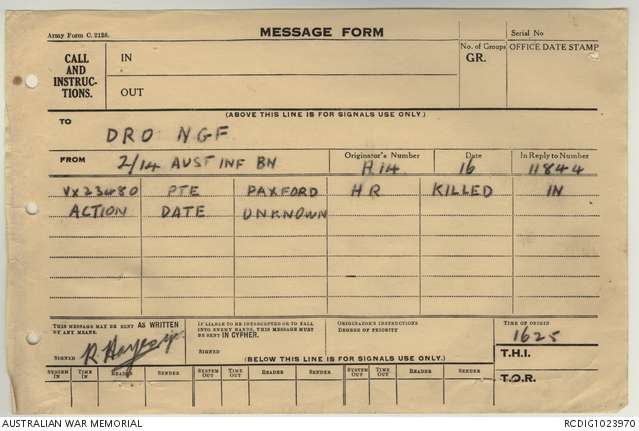 Army Form C. 2128.
MESSAGE FORM
Serial No
CALL AND INSTRUC- TIONS.
IN
OUT
No. of Groups GR.
OFFICE DATE STAMP
(ABOVE THIS LINE IS FOR SIGNALS USE ONLY.)
TO
DRO NGF
FROM 2/14 AUST INF BN
Originator's Number H14
Date 16
In Reply to Number 11844
VX23480 PTE PAXFORD HR KILLED IN
ACTION DATE UNKNOWN
THIS MESSAGE MAY BE SENT AS WRITTEN BY ANY MEANS.
SIGNED R Hayes
IF LIABLE TO BE INTERCEPTED OR TO FALL INTO ENEMY HANDS, THIS MESSAGE MUST BE SENT IN CYPHER.
SIGNED
ORIGINATOR'S INSTRUCTIONS
DEGREE OF PRIORITY
TIME OF ORIGIN
1625
T.H.I.
T.O.R.
(BELOW THIS LINE IS FOR SIGNALS USE ONLY.)
SYSTEM IN TIME IN READER SENDER SYSTEM OUT TIME OUT READER SENDER SYSTEM OUT TIME OUT READER SENDER
AUSTRALIAN WAR MEMORIAL
RCDIG1023970